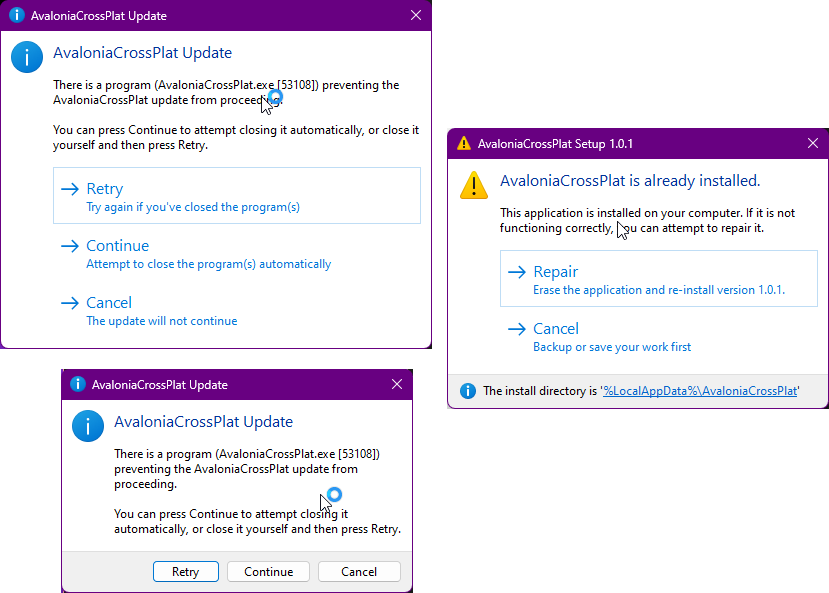 AvaloniaCrossPlat Update
AvaloniaCrossPlat Update
There is a program (AvaloniaCrossPlat.exe [53108]) preventing the
AvaloniaCrossPlat update from proceeding.
You can press Continue to attempt closing it automatically, or close it
yourself and then press Retry.
Retry
Try again if you've closed the program(s)
Continue
Attempt to close the program(s) automatically
Cancel
The update will not continue
AvaloniaCrossPlat Setup 1.0.1
AvaloniaCrossPlat is already installed.
This application is installed on your computer. If it is not
functioning correctly, you can attempt to repair it.
Repair
Erase the application and re-install version 1.0.1.
Cancel
Backup or save your work first
The install directory is '%LocalAppData%\AvaloniaCrossPlat'
AvaloniaCrossPlat Update
AvaloniaCrossPlat Update
There is a program (AvaloniaCrossPlat.exe [53108])
preventing the AvaloniaCrossPlat update from
proceeding.
You can press Continue to attempt closing it
automatically, or close it yourself and then press Retry.
Retry
Continue
Cancel